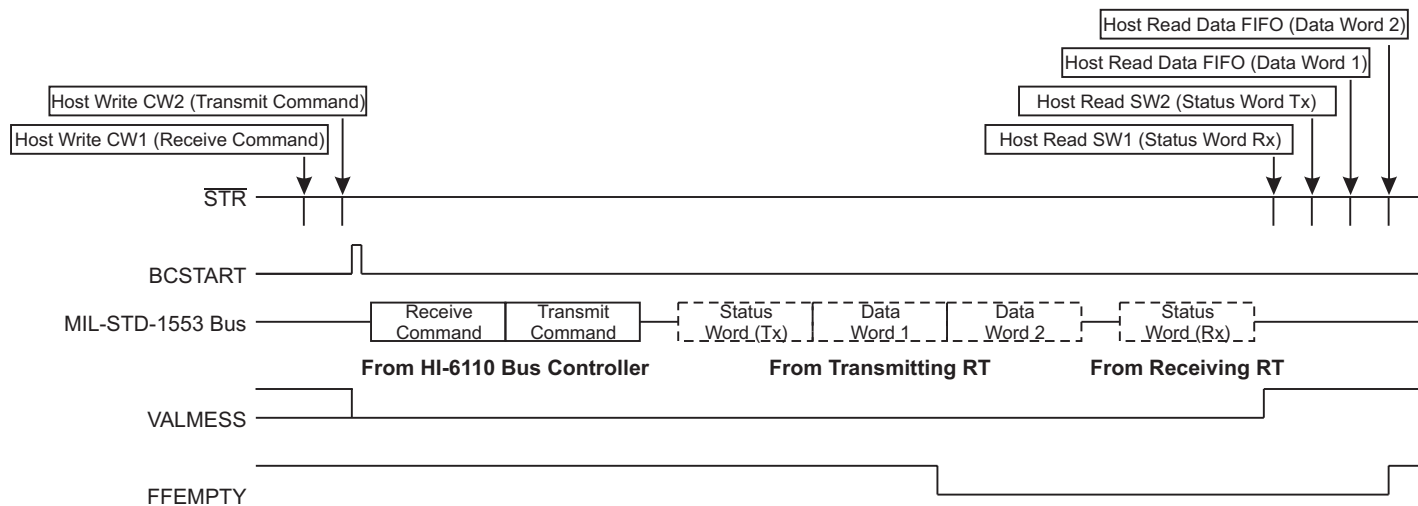 Host Read Data FIFO (Data Word 2)
Host Read Data FIFO (Data Word 1)
Host Write CW2 (Transmit Command)
Host Read SW2 (Status Word Tx)
Host Write CW1 (Receive Command)
Host Read SW1 (Status Word Rx)
STR
BCSTART
MIL-STD-1553 Bus
Receive
Command
Transmit
Command
Status
Word (Tx)
Data
Word 1
Data
Word 2
Status
Word (Rx)
From HI-6110 Bus Controller
From Transmitting RT
From Receiving RT
VALMESS
FFEMPTY